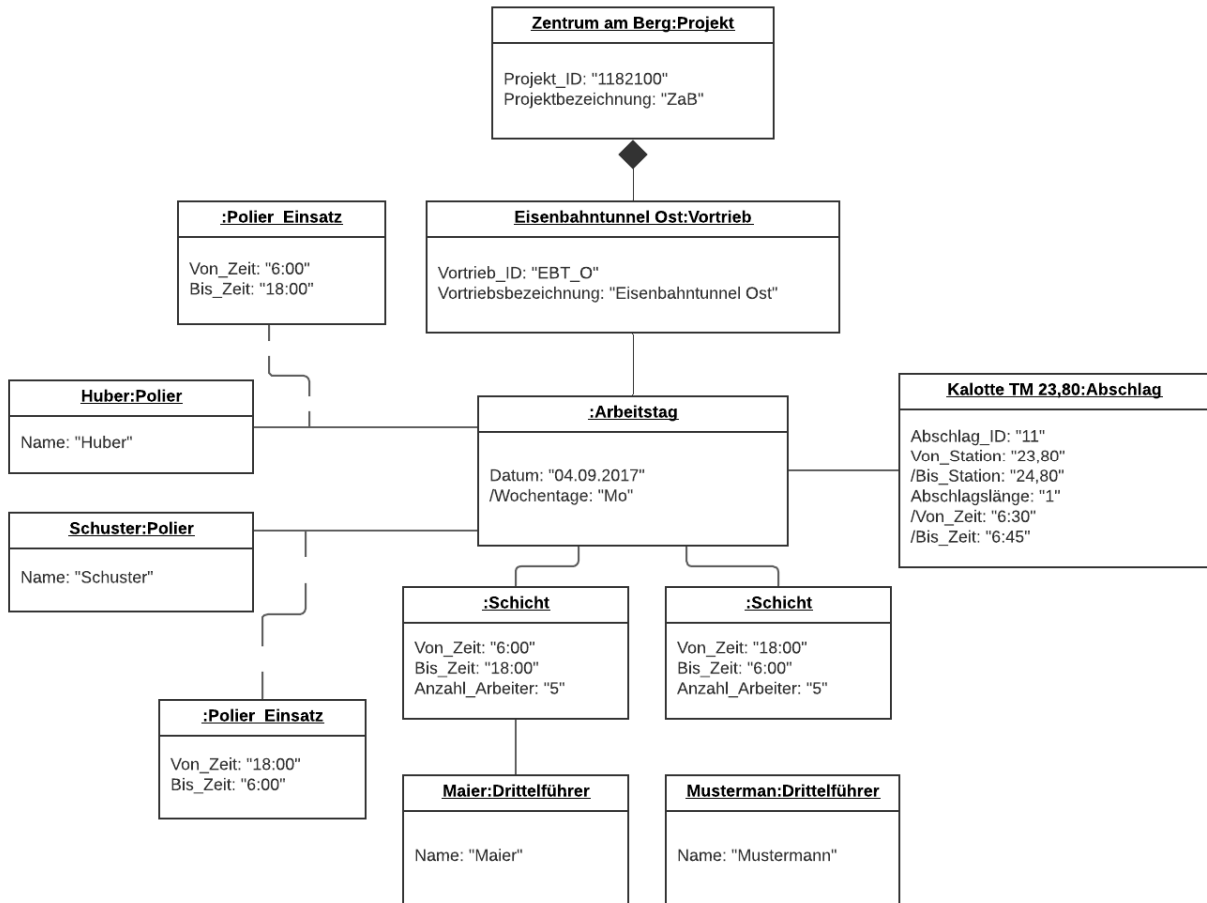 Zentrum am Berg:Projekt
Projekt_ID: "1182100"
Projektbezeichnung: "ZaB"
:Polier_Einsatz
Von_Zeit: "6:00"
Bis_Zeit: "18:00"
Eisenbahntunnel Ost:Vortrieb
Vortrieb_ID: "EBT_O"
Vortriebsbezeichnung: "Eisenbahntunnel Ost"
Huber:Polier
Name: "Huber"
:Arbeitstag
Datum: "04.09.2017"
/Wochentage: "Mo"
Kalotte TM 23,80:Abschlag
Abschlag_ID: "11"
Von_Station: "23,80"
/Bis_Station: "24,80"
Abschlagslänge: "1"
/Von_Zeit: "6:30"
/Bis_Zeit: "6:45"
Schuster:Polier
Name: "Schuster"
:Schicht
Von_Zeit: "6:00"
Bis_Zeit: "18:00"
Anzahl_Arbeiter: "5"
:Schicht
Von_Zeit: "18:00"
Bis_Zeit: "6:00"
Anzahl_Arbeiter: "5"
:Polier_Einsatz
Von_Zeit: "18:00"
Bis_Zeit: "6:00"
Maier:Drittelführer
Name: "Maier"
Musterman:Drittelführer
Name: "Mustermann"